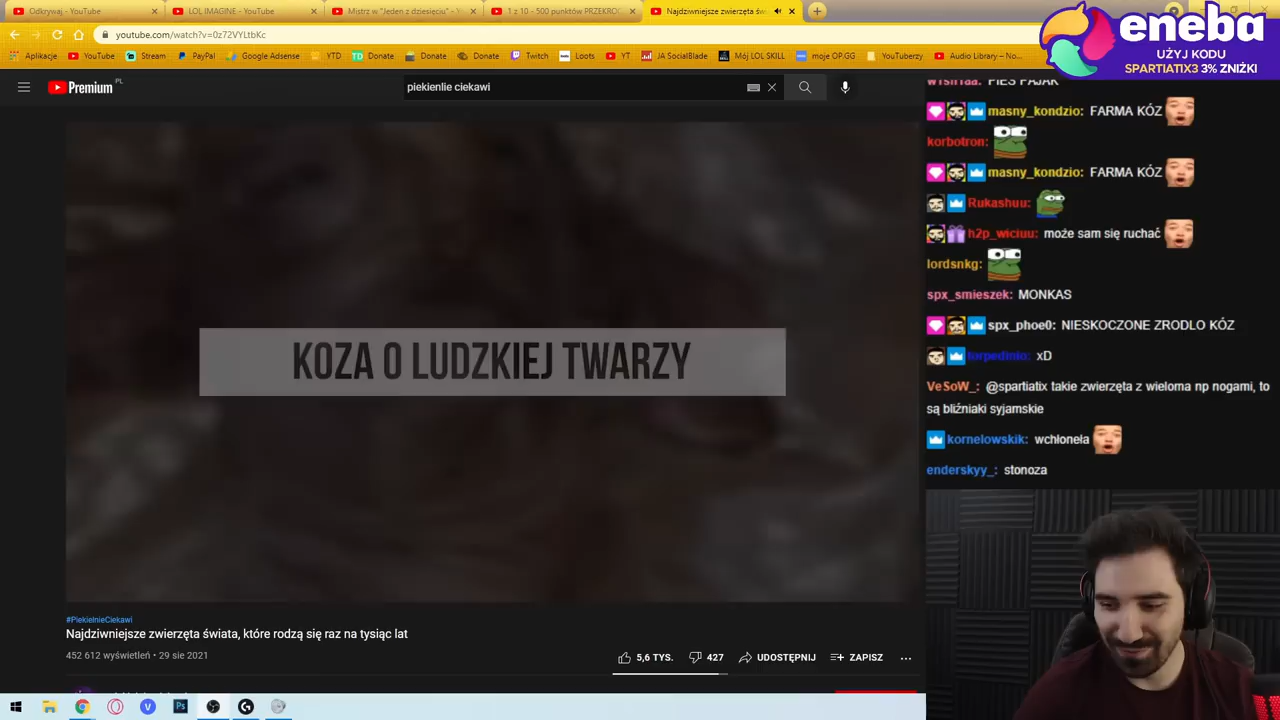 Odkrywaj - YouTube
LOL IMAGINE - YouTube
Mistrz w "Jeden z dziesięciu" - Y
1 z 10 - 500 punktów PRZEKROC
Najdziwniejsze zwierzęta św
youtube.com/watch?v=0z72VYLtbKc
Aplikacje
YouTube
Stream
PayPal
Google Adsense
YTD
Donate
Donate
Donate
Twitch
Loots
YT
JA SocialBlade
Mój LOL SKILL
moje OP.GG
YouTuberzy
Audio Library – No...
eneba
UŻYJ KODU
SPARTIATIX3 3% ZNIŻKI
Premium PL
piekienlie ciekawi
KOZA O LUDZKIEJ TWARZY
#PiekielnieCiekawi
Najdziwniejsze zwierzęta świata, które rodzą się raz na tysiąc lat
452 612 wyświetleń • 29 sie 2021
5,6 TYS.
427
UDOSTĘPNIJ
ZAPISZ
PIES PAJĄK
masny_kondzio: FARMA KÓZ
korbotron:
masny_kondzio: FARMA KÓZ
Rukashuu:
h2p_wiciuu: może sam się ruchać
lordsnkg:
spx_smieszek: MONKAS
spx_phoe0: NIESKOCZONE ZRODLO KÓZ
torpedinio: xD
VeSoW_: @spartiatix takie zwierzęta z wieloma np nogami, to
są bliźniaki syjamskie
kornelowskik: wchłoneła
enderskyy_: stonoza